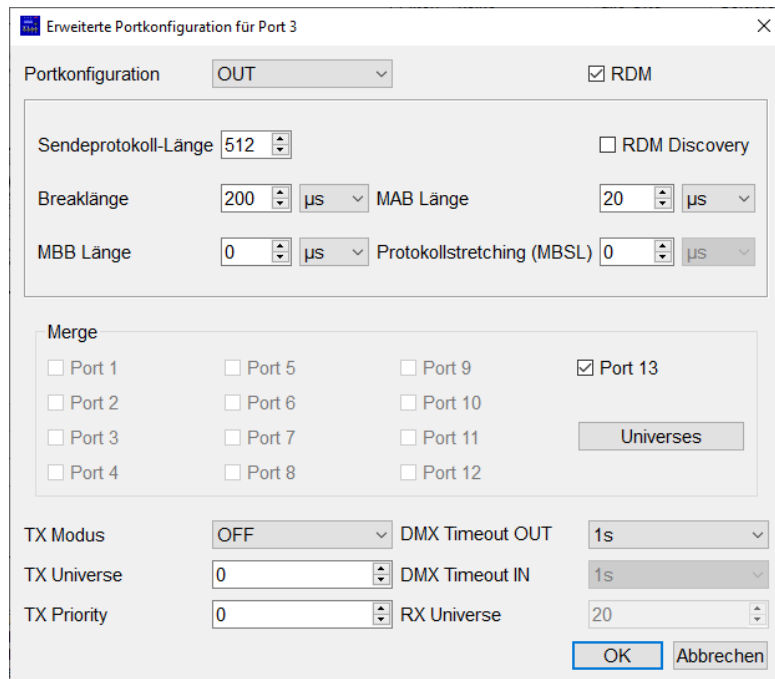 Erweiterte Portkonfiguration für Port 3
Portkonfiguration OUT RDM
Sendeprotokoll-Länge 512 RDM Discovery
Breaklänge 200 µs MAB Länge 20 µs
MBB Länge 0 µs Protokollstretching (MBSL) 0 µs
Merge
Port 1 Port 5 Port 9 Port 13
Port 2 Port 6 Port 10
Port 3 Port 7 Port 11 Universes
Port 4 Port 8 Port 12
TX Modus OFF DMX Timeout OUT 1s
TX Universe 0 DMX Timeout IN 1s
TX Priority 0 RX Universe 20
OK Abbrechen